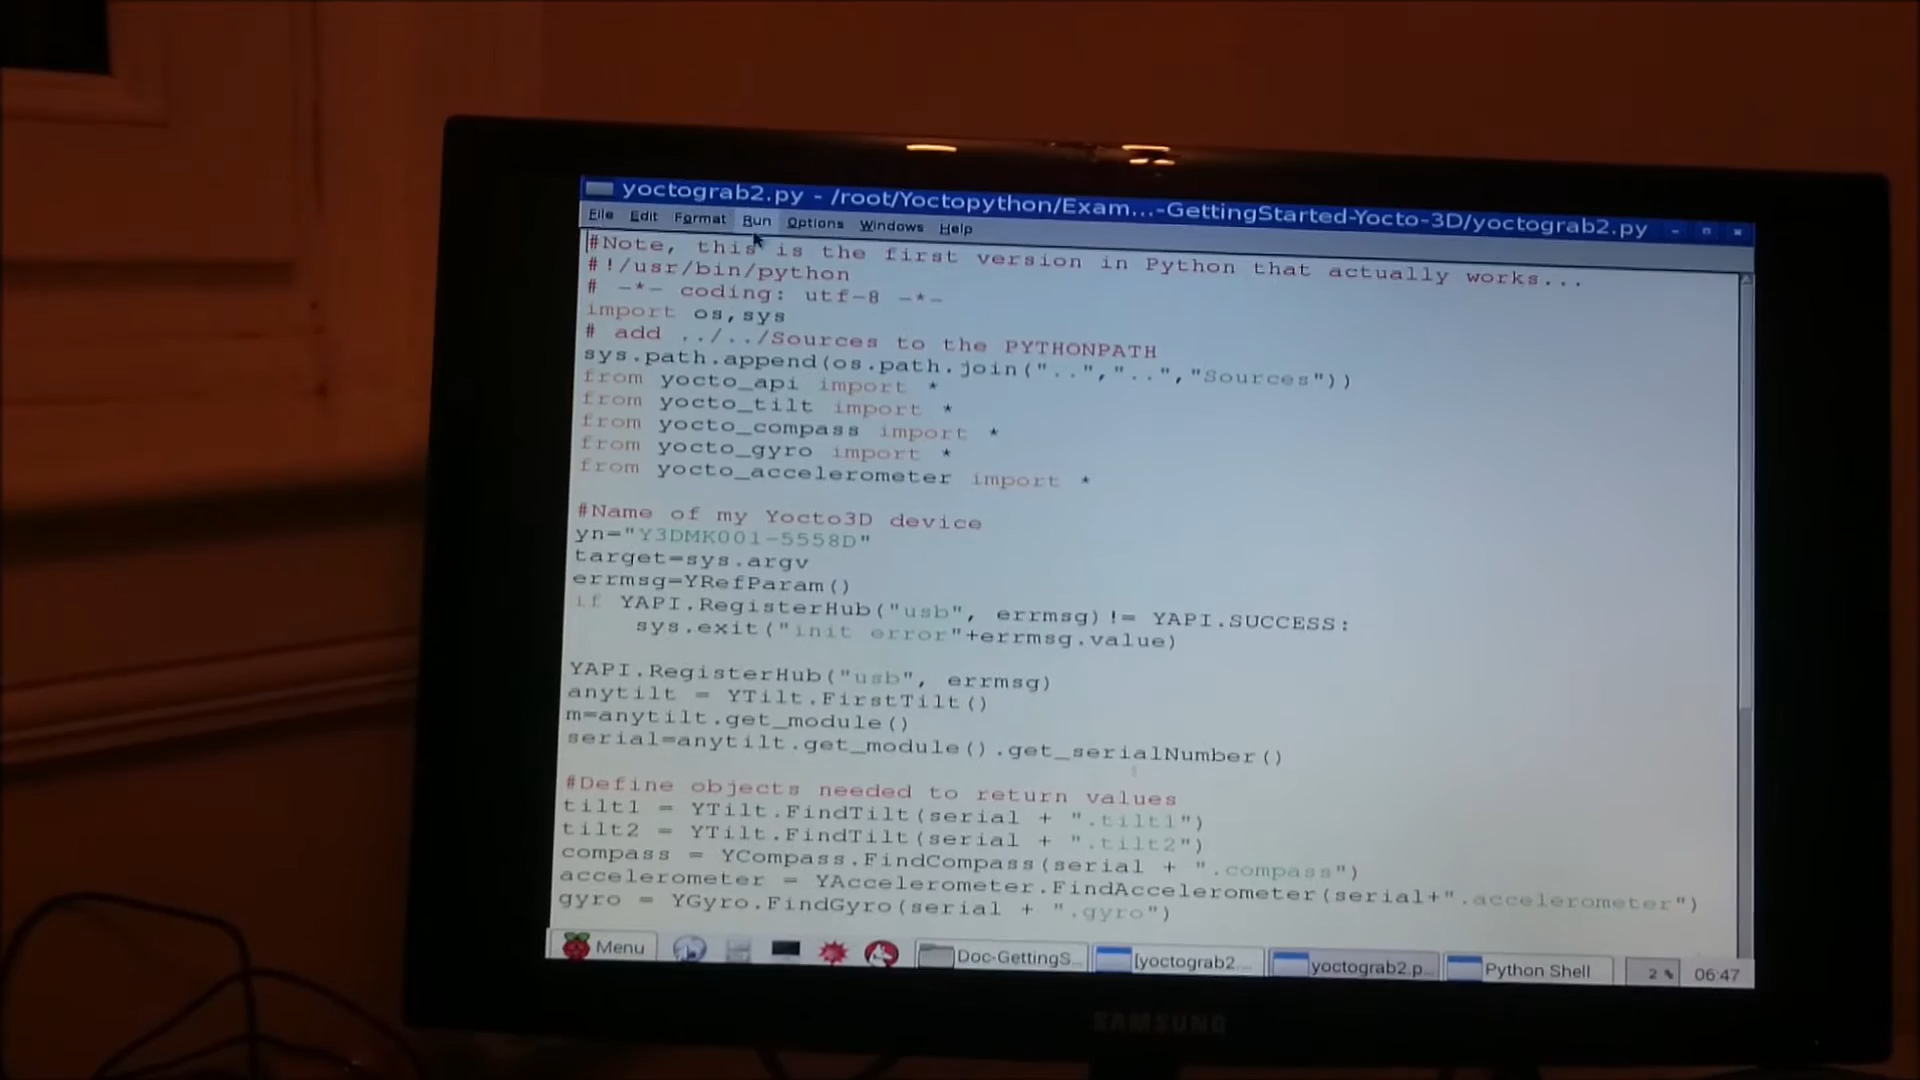 yoctograb2.py - /root/Yoctopython/Exam...-GettingStarted-Yocto-3D/yoctograb2.py
File Edit Format Run Options Windows Help
#Note, this is the first version in Python that actually works...
#!/usr/bin/python
# -*- coding: utf-8 -*-
import os,sys
# add ../../Sources to the PYTHONPATH
sys.path.append(os.path.join("..","..","Sources"))
from yocto_api import *
from yocto_tilt import *
from yocto_compass import *
from yocto_gyro import *
from yocto_accelerometer import *
#Name of my Yocto3D device
yn="Y3DMK001-5558D"
target=sys.argv
errmsg=YRefParam()
if YAPI.RegisterHub("usb", errmsg)!= YAPI.SUCCESS:
sys.exit("init error"+errmsg.value)
YAPI.RegisterHub("usb", errmsg)
anytilt = YTilt.FirstTilt()
m=anytilt.get_module()
serial=anytilt.get_module().get_serialNumber()
#Define objects needed to return values
tilt1 = YTilt.FindTilt(serial + ".tilt1")
tilt2 = YTilt.FindTilt(serial + ".tilt2")
compass = YCompass.FindCompass(serial + ".compass")
accelerometer = YAccelerometer.FindAccelerometer(serial+".accelerometer")
gyro = YGyro.FindGyro(serial + ".gyro")
Menu Doc-GettingS... [yoctograb2.... yoctograb2.p... Python Shell 2 % 06:47
SAMSUNG